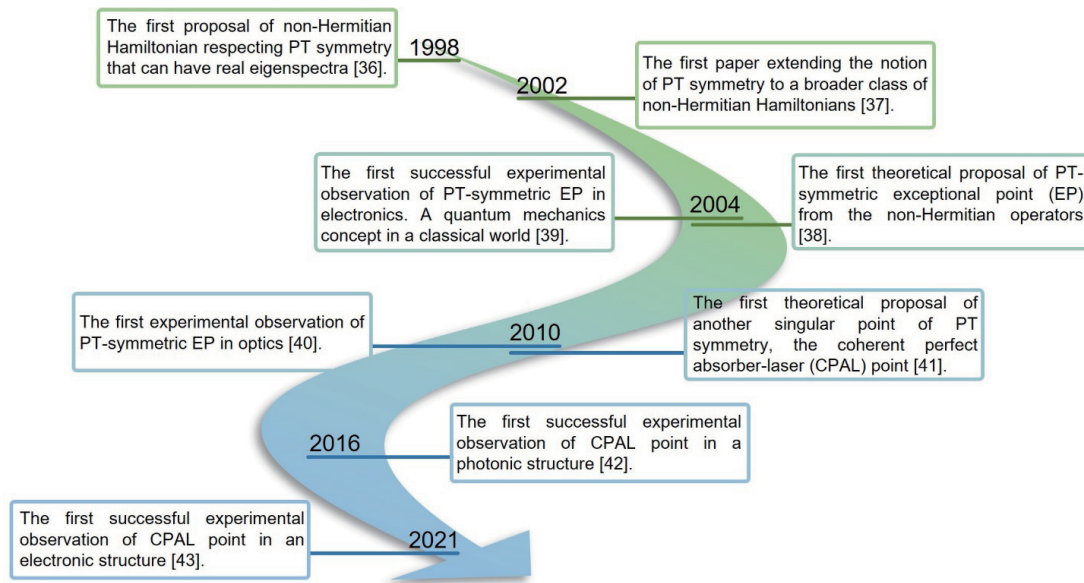 The first proposal of non-Hermitian
Hamiltonian respecting PT symmetry
that can have real eigenspectra [36].
1998
2002
The first paper extending the notion
of PT symmetry to a broader class of
non-Hermitian Hamiltonians [37].
The first successful experimental
observation of PT-symmetric EP in
electronics. A quantum mechanics
concept in a classical world [39].
2004
The first theoretical proposal of PT-
symmetric exceptional point (EP)
from the non-Hermitian operators
[38].
The first experimental observation of
PT-symmetric EP in optics [40].
2010
The first theoretical proposal of
another singular point of PT
symmetry, the coherent perfect
absorber-laser (CPAL) point [41].
2016
The first successful experimental
observation of CPAL point in a
photonic structure [42].
The first successful experimental
observation of CPAL point in an
electronic structure [43].
2021